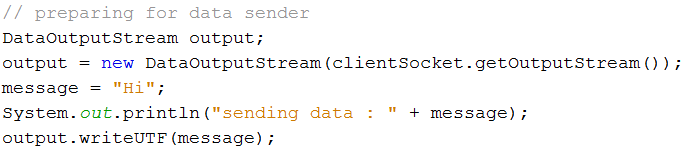 // preparing for data sender
DataOutputStream output;
output = new DataOutputStream(clientSocket.getOutputStream());
message = "Hi";
System.out.println("sending data : " + message);
output.writeUTF(message);